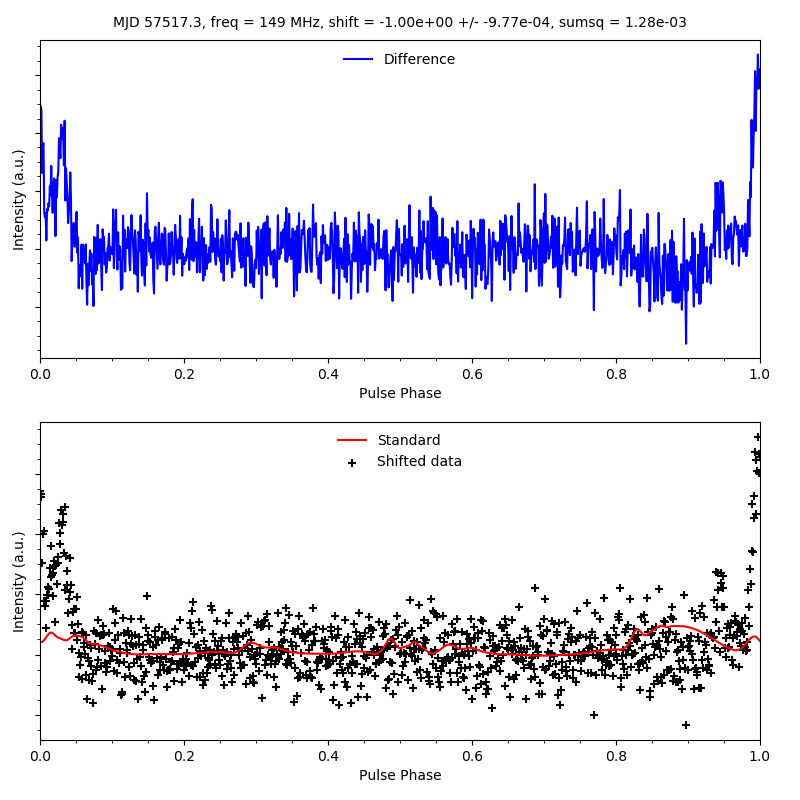 MJD 57517.3, freq = 149 MHz, shift = -1.00e+00 +/- -9.77e-04, sumsq = 1.28e-03
Difference
Intensity (a.u.)
0.0 0.2 0.4 0.6 0.8 1.0
Pulse Phase
Standard
Shifted data
Intensity (a.u.)
0.0 0.2 0.4 0.6 0.8 1.0
Pulse Phase